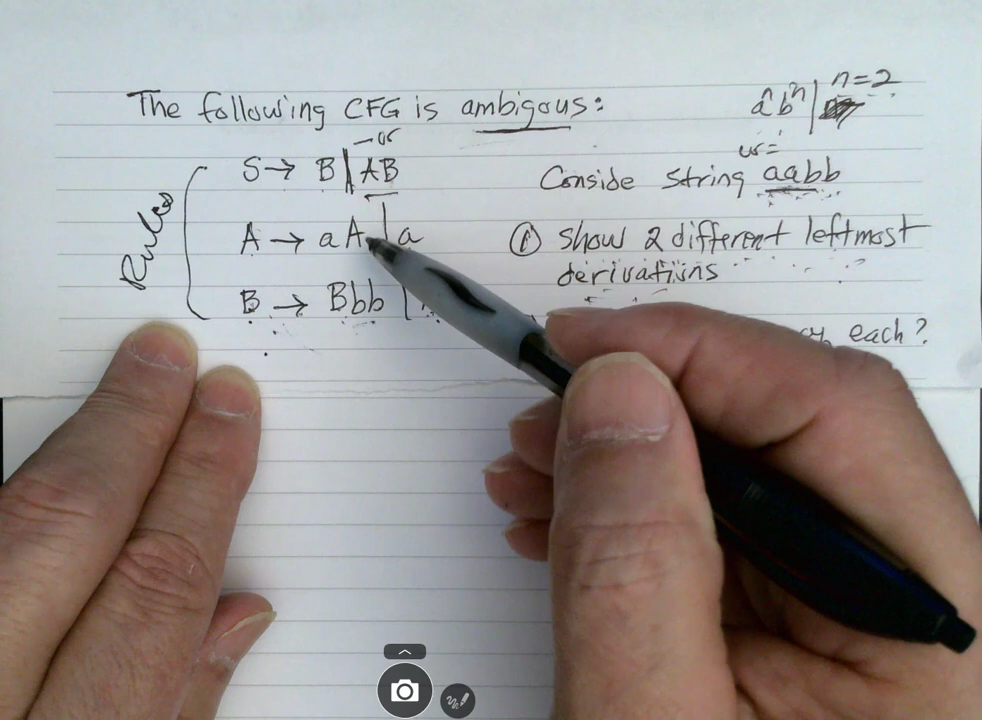 The following CFG is ambigous:
aⁿbⁿ | n=2
or
S → B | AB
w=
Conside string aabb
Rules
A → aA | a
① show 2 different leftmost
derivations
B → Bbb |
each?